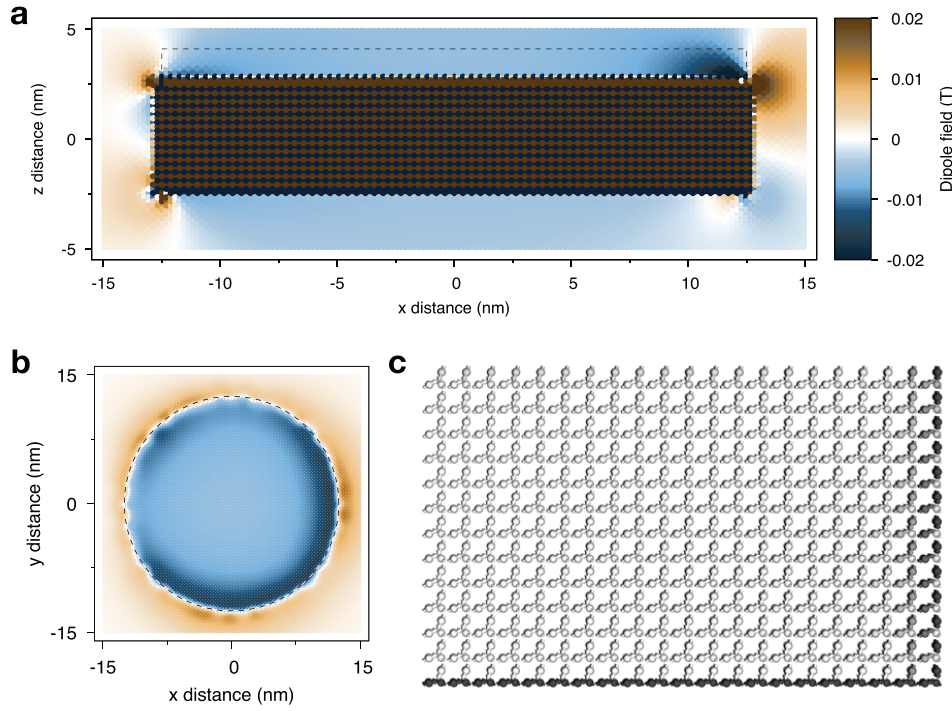 a
5
0
-5
z distance (nm)
-15
-10
-5
0
5
10
15
x distance (nm)
0.02
0.01
0
-0.01
-0.02
Dipole field (T)
b
15
0
-15
y distance (nm)
-15
0
15
x distance (nm)
c